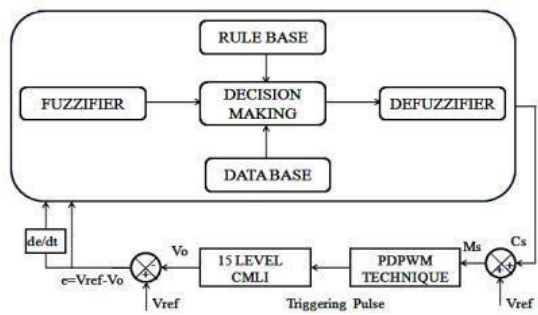 RULE BASE
FUZZIFIER
DECISION
MAKING
DEFUZZIFIER
DATA BASE
de/dt
e=Vref-Vo
Vo
15 LEVEL
CMLI
PDPWM
TECHNIQUE
Ms
Cs
Vref
Triggering Pulse
Vref